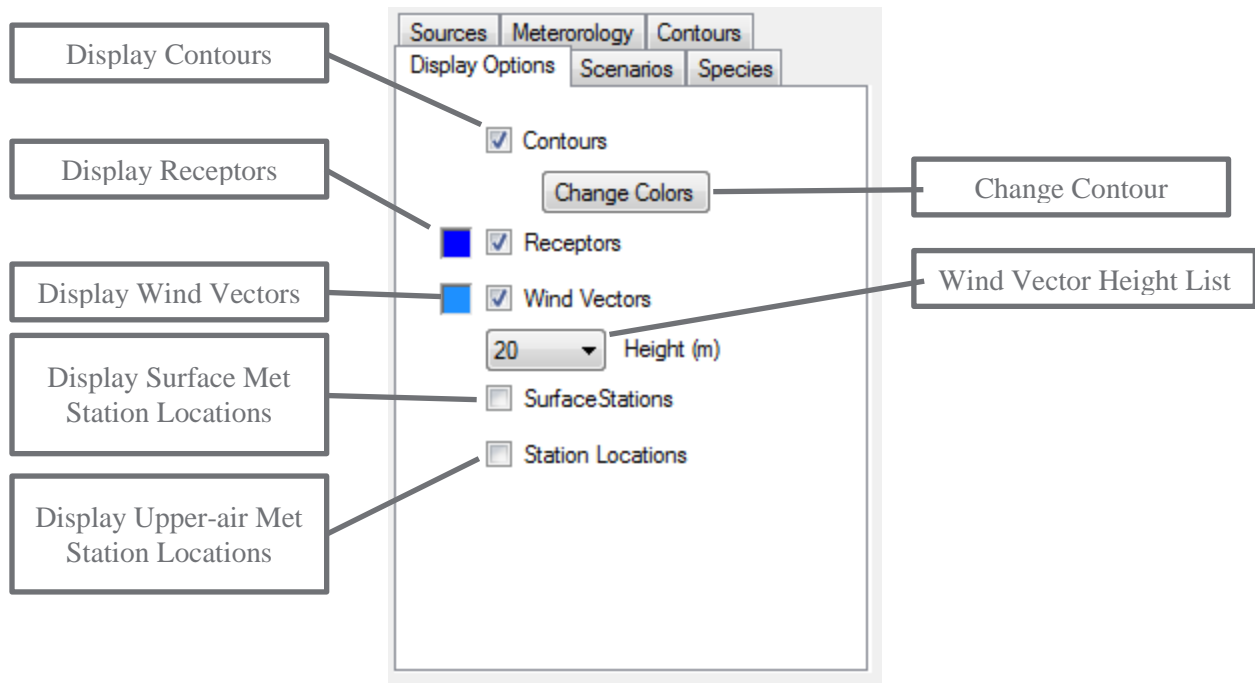 Sources Meterorology Contours
Display Options Scenarios Species
Display Contours
Contours
Display Receptors
Change Colors
Change Contour
Receptors
Display Wind Vectors
Wind Vectors
Wind Vector Height List
20 Height (m)
Display Surface Met
Station Locations
SurfaceStations
Station Locations
Display Upper-air Met
Station Locations